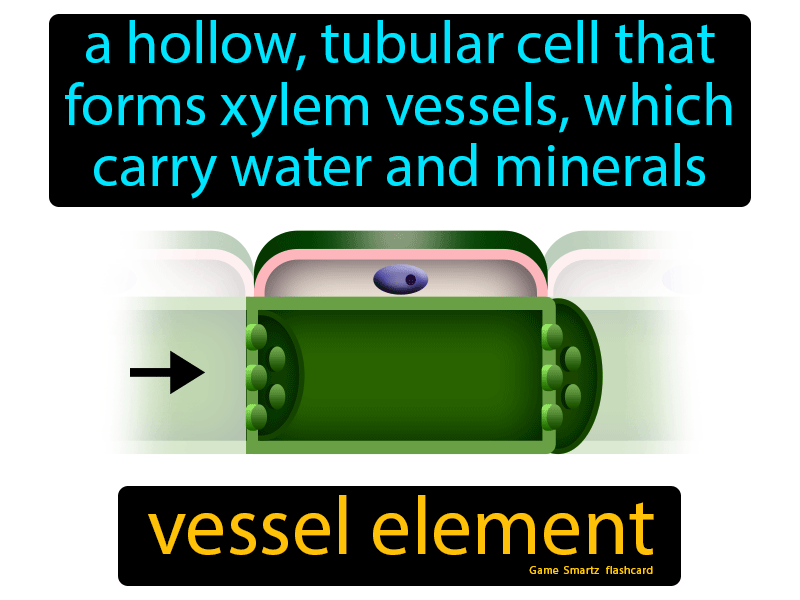 a hollow, tubular cell that
forms xylem vessels, which
carry water and minerals
vessel element
Game Smartz flashcard